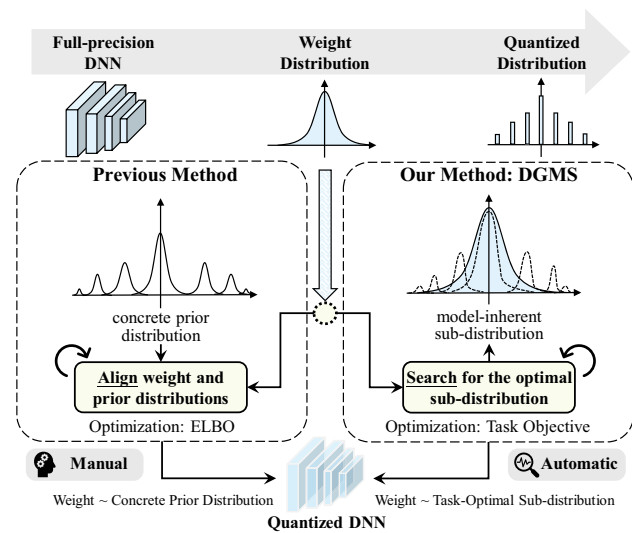 Full-precision
DNN
Weight
Distribution
Quantized
Distribution
Previous Method
concrete prior
distribution
Align weight and
prior distributions
Optimization: ELBO
Our Method: DGMS
model-inherent
sub-distribution
Search for the optimal
sub-distribution
Optimization: Task Objective
Manual
Automatic
Weight ~ Concrete Prior Distribution
Weight ~ Task-Optimal Sub-distribution
Quantized DNN